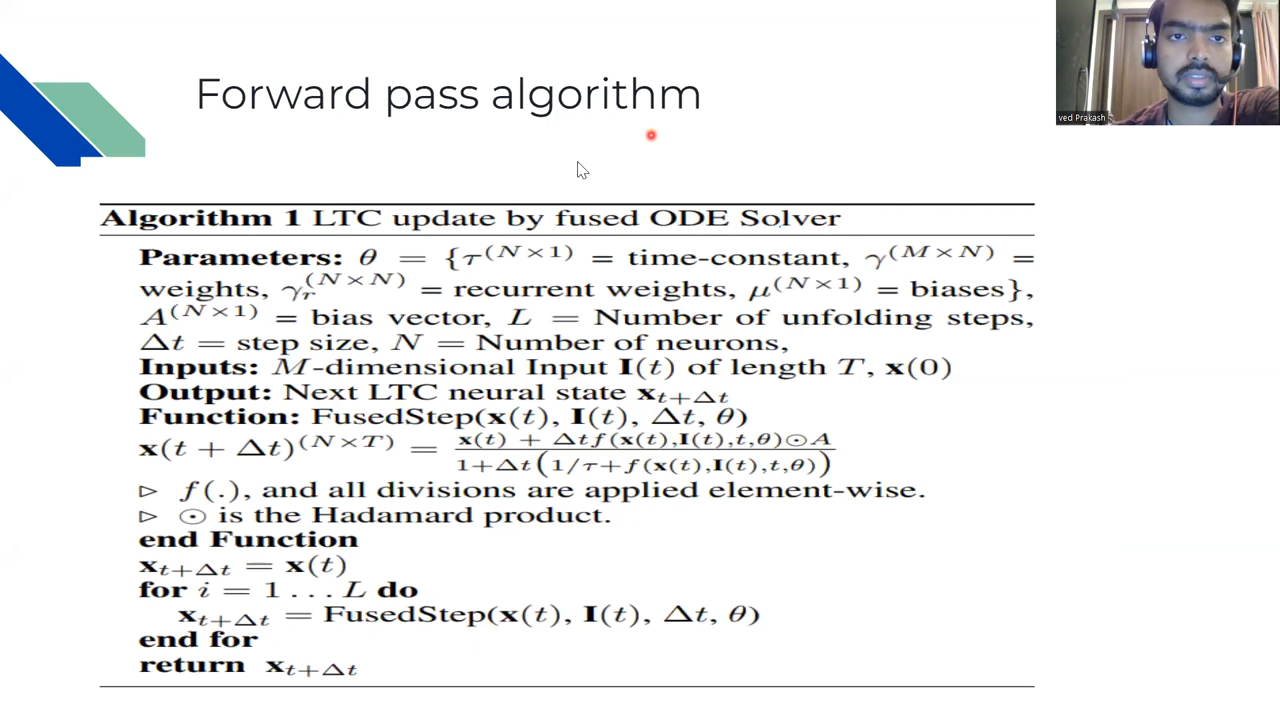 Forward pass algorithm
ved Prakash
Algorithm 1 LTC update by fused ODE Solver
Parameters: θ = {τ^(N×1) = time-constant, γ^(M×N) =
weights, γ_r^(N×N) = recurrent weights, μ^(N×1) = biases},
A^(N×1) = bias vector, L = Number of unfolding steps,
Δt = step size, N = Number of neurons,
Inputs: M-dimensional Input I(t) of length T, x(0)
Output: Next LTC neural state x_{t+Δt}
Function: FusedStep(x(t), I(t), Δt, θ)
x(t + Δt)^(N×T) = \frac{x(t) + Δtf(x(t),I(t),t,θ)⊙A}{1+Δt(1/τ+f(x(t),I(t),t,θ))}
▷ f(.), and all divisions are applied element-wise.
▷ ⊙ is the Hadamard product.
end Function
x_{t+Δt} = x(t)
for i = 1 . . . L do
x_{t+Δt} = FusedStep(x(t), I(t), Δt, θ)
end for
return x_{t+Δt}